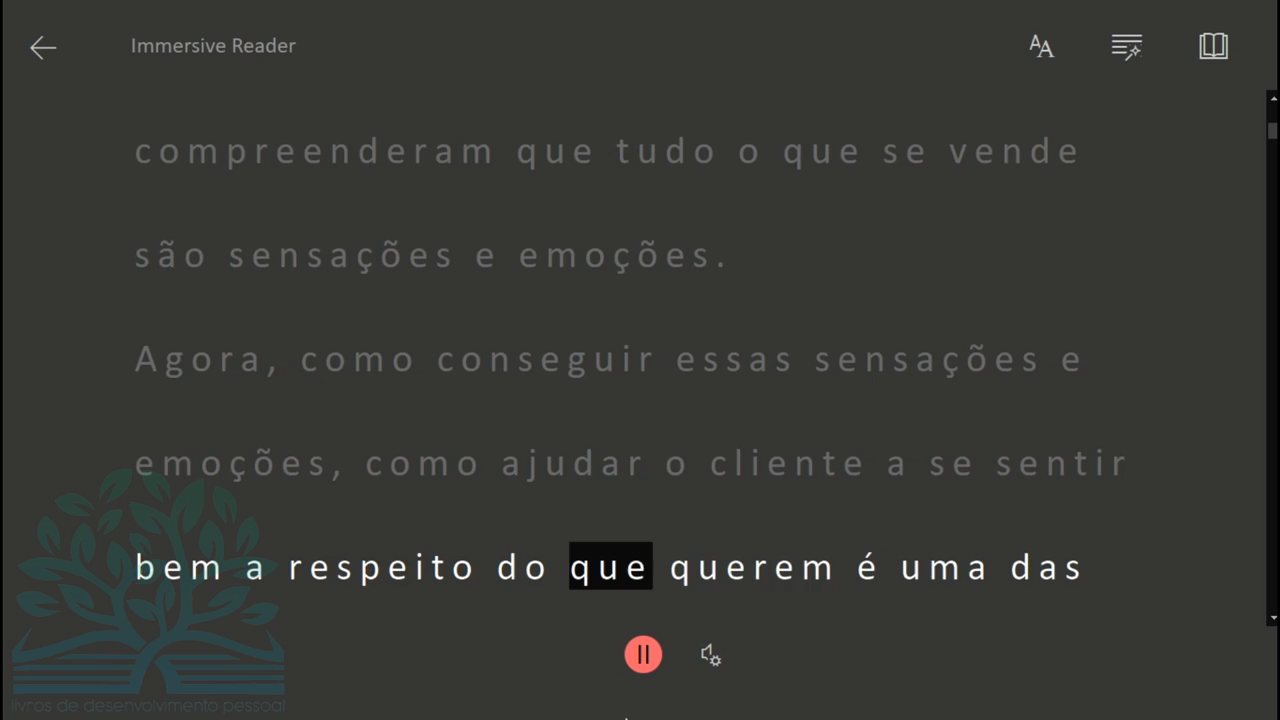 Immersive Reader
compreenderam que tudo o que se vende
são sensações e emoções.
Agora, como conseguir essas sensações e
emoções, como ajudar o cliente a se sentir
bem a respeito do que querem é uma das
livros de desenvolvimento pessoal